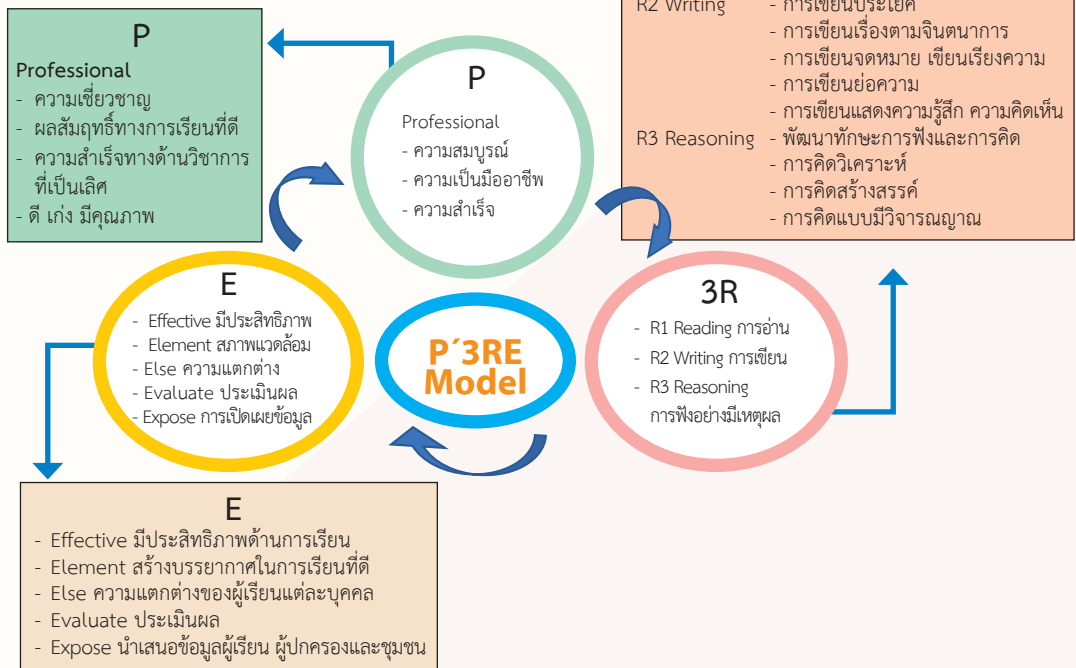 P
Professional
- ความเชี่ยวชาญ
- ผลสัมฤทธิ์ทางการเรียนที่ดี
- ความสำเร็จทางด้านวิชาการ
ที่เป็นเลิศ
- ดี เก่ง มีคุณภาพ
P
Professional
- ความสมบูรณ์
- ความเป็นมืออาชีพ
- ความสำเร็จ
R2 Writing - การเขียนประโยค
- การเขียนเรื่องตามจินตนาการ
- การเขียนจดหมาย เขียนเรียงความ
- การเขียนย่อความ
- การเขียนแสดงความรู้สึก ความคิดเห็น
R3 Reasoning - พัฒนาทักษะการฟังและการคิด
- การคิดวิเคราะห์
- การคิดสร้างสรรค์
- การคิดแบบมีวิจารณญาณ
E
- Effective มีประสิทธิภาพ
- Element สภาพแวดล้อม
- Else ความแตกต่าง
- Evaluate ประเมินผล
- Expose การเปิดเผยข้อมูล
P´3RE
Model
3R
- R1 Reading การอ่าน
- R2 Writing การเขียน
- R3 Reasoning
การฟังอย่างมีเหตุผล
E
- Effective มีประสิทธิภาพด้านการเรียน
- Element สร้างบรรยากาศในการเรียนที่ดี
- Else ความแตกต่างของผู้เรียนแต่ละบุคคล
- Evaluate ประเมินผล
- Expose นำเสนอข้อมูลผู้เรียน ผู้ปกครองและชุมชน